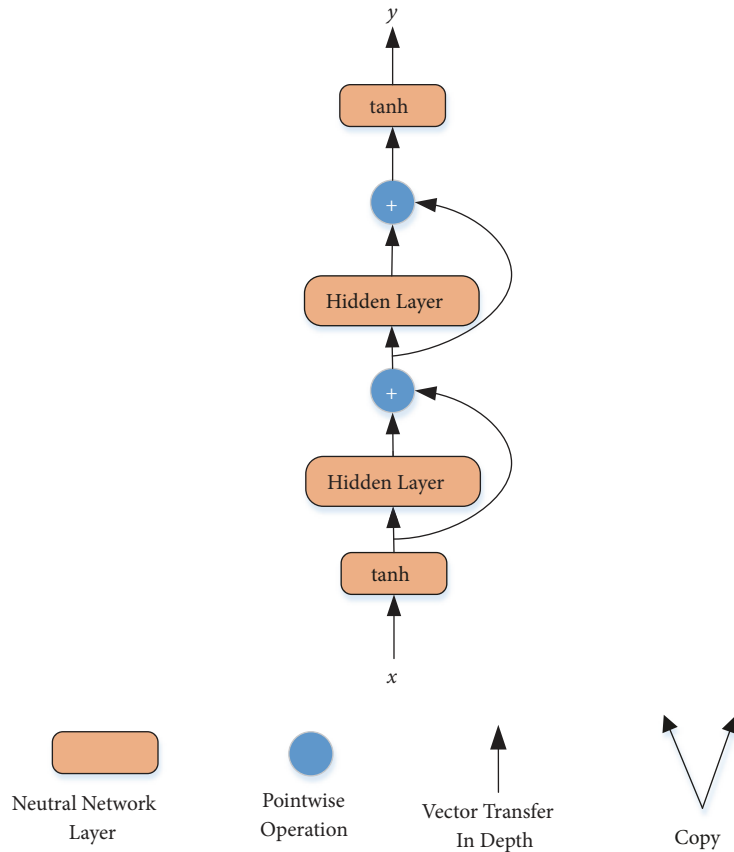 y
tanh
+
Hidden Layer
+
Hidden Layer
tanh
x
Neutral Network
Layer
Pointwise
Operation
Vector Transfer
In Depth
Copy